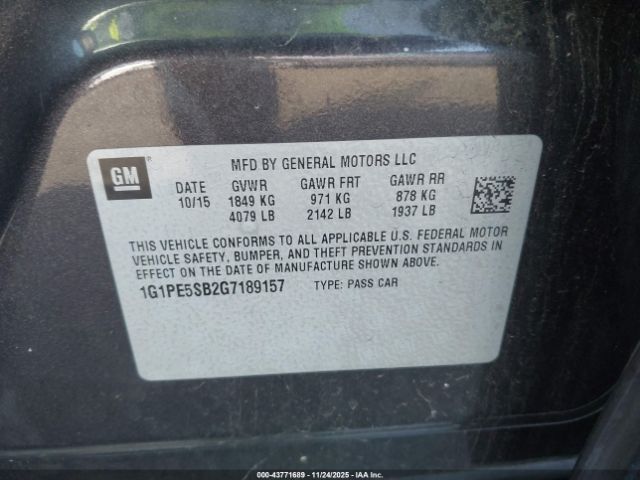 GM
MFD BY GENERAL MOTORS LLC
DATE GVWR GAWR FRT GAWR RR
10/15 1849 KG 971 KG 878 KG
4079 LB 2142 LB 1937 LB
THIS VEHICLE CONFORMS TO ALL APPLICABLE U.S. FEDERAL MOTOR
VEHICLE SAFETY, BUMPER, AND THEFT PREVENTION STANDARDS IN
EFFECT ON THE DATE OF MANUFACTURE SHOWN ABOVE.
1G1PE5SB2G7189157 TYPE: PASS CAR
000-43771689 - 11/24/2025 - IAAI.COM